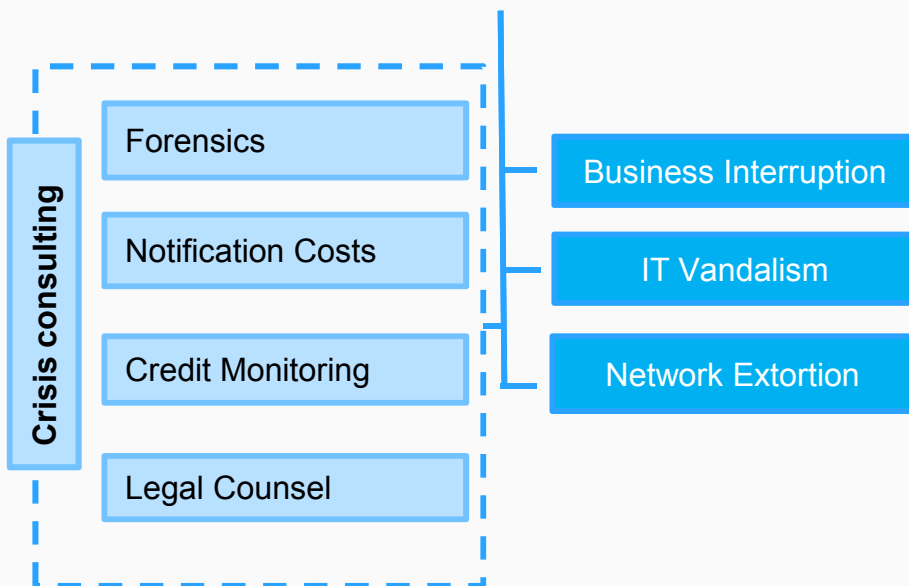 Crisis consulting
Forensics
Notification Costs
Credit Monitoring
Legal Counsel
Business Interruption
IT Vandalism
Network Extortion